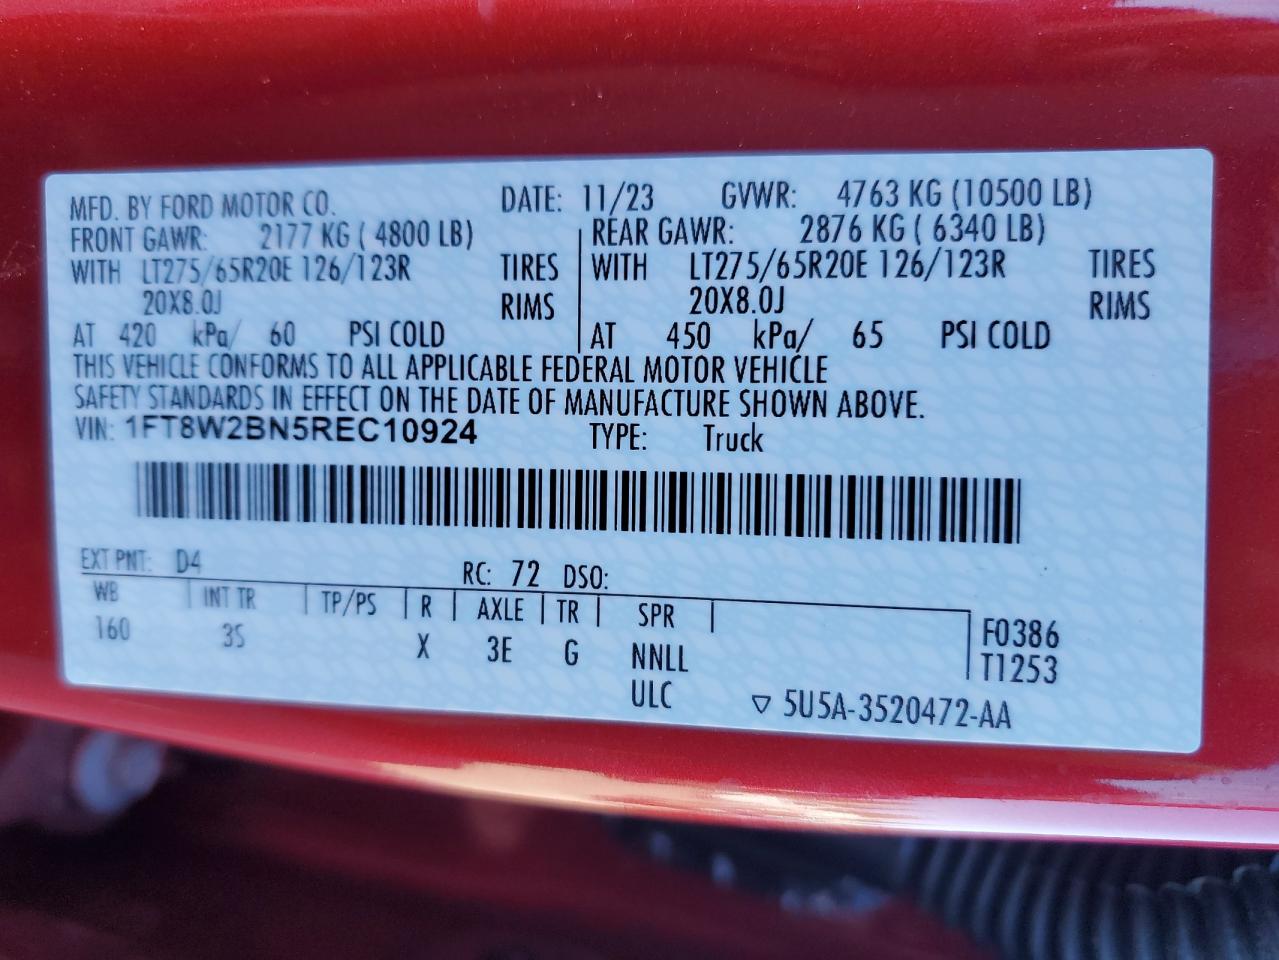 MFD. BY FORD MOTOR CO. DATE: 11/23 GVWR: 4763 KG (10500 LB)
FRONT GAWR: 2177 KG ( 4800 LB) REAR GAWR: 2876 KG ( 6340 LB)
WITH LT275/65R20E 126/123R TIRES WITH LT275/65R20E 126/123R TIRES
20X8.0J RIMS 20X8.0J RIMS
AT 420 kPa/ 60 PSI COLD AT 450 kPa/ 65 PSI COLD
THIS VEHICLE CONFORMS TO ALL APPLICABLE FEDERAL MOTOR VEHICLE
SAFETY STANDARDS IN EFFECT ON THE DATE OF MANUFACTURE SHOWN ABOVE.
VIN: 1FT8W2BN5REC10924 TYPE: Truck
EXT PNT: D4 RC: 72 DSO:
WB INT TR TP/PS R AXLE TR SPR F0386
160 3S X 3E G NNLL T1253
ULC ▽ 5U5A-3520472-AA